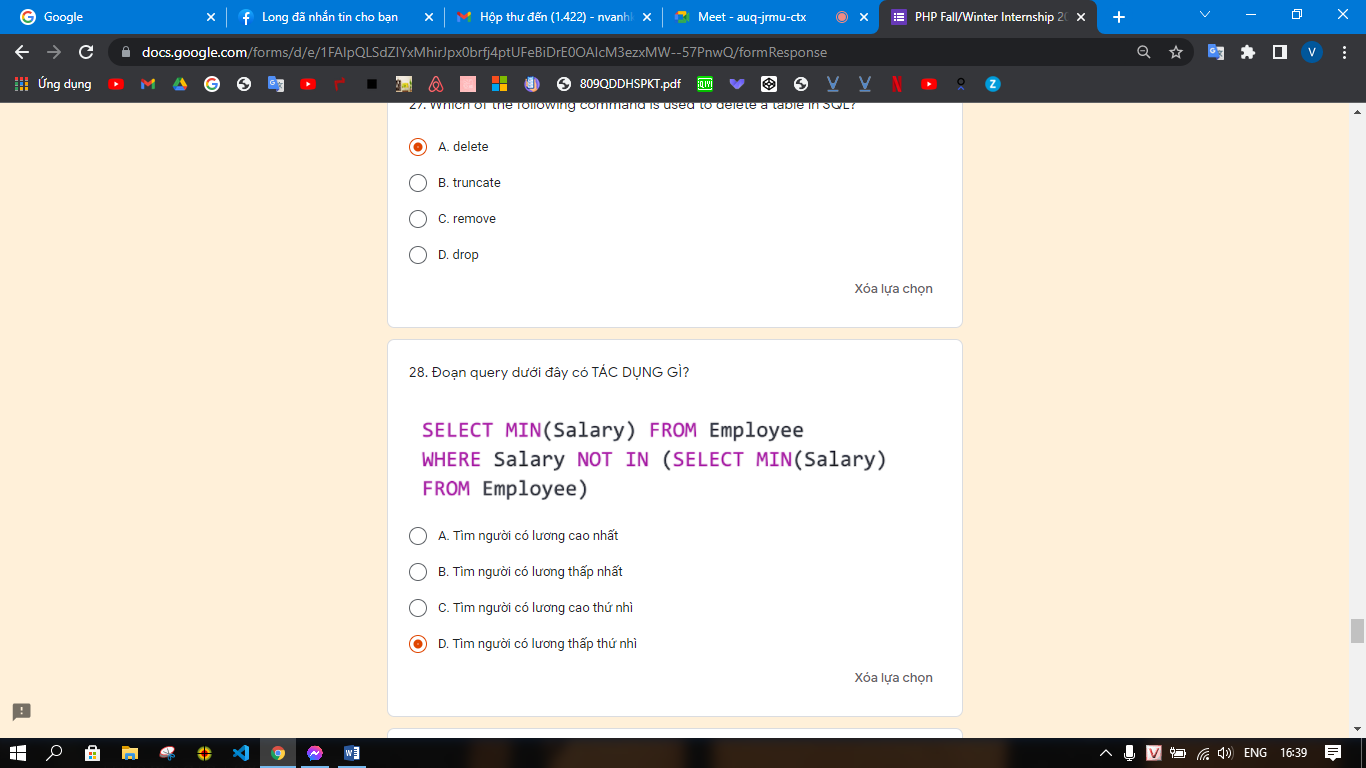 Google
Long đã nhắn tin cho bạn
Hộp thư đến (1.422) - nvanh
Meet - auq-jrmu-ctx
PHP Fall/Winter Internship 20
docs.google.com/forms/d/e/1FAIpQLSdZIYxMhirJpx0brfj4ptUFeBiDrE0OAIcM3ezxMW--57PnwQ/formResponse
V
Ứng dụng
809QDDHSPKT.pdf
27. Which of the following command is used to delete a table in SQL?
A. delete
B. truncate
C. remove
D. drop
Xóa lựa chọn
28. Đoạn query dưới đây có TÁC DỤNG GÌ?
SELECT MIN(Salary) FROM Employee
WHERE Salary NOT IN (SELECT MIN(Salary)
FROM Employee)
A. Tìm người có lương cao nhất
B. Tìm người có lương thấp nhất
C. Tìm người có lương cao thứ nhì
D. Tìm người có lương thấp thứ nhì
Xóa lựa chọn
ENG
16:39